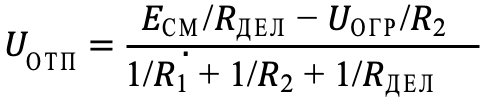 U_ОТП = (E_СМ/R_ДЕЛ − U_ОГР/R_2) / (1/R_1 + 1/R_2 + 1/R_ДЕЛ)